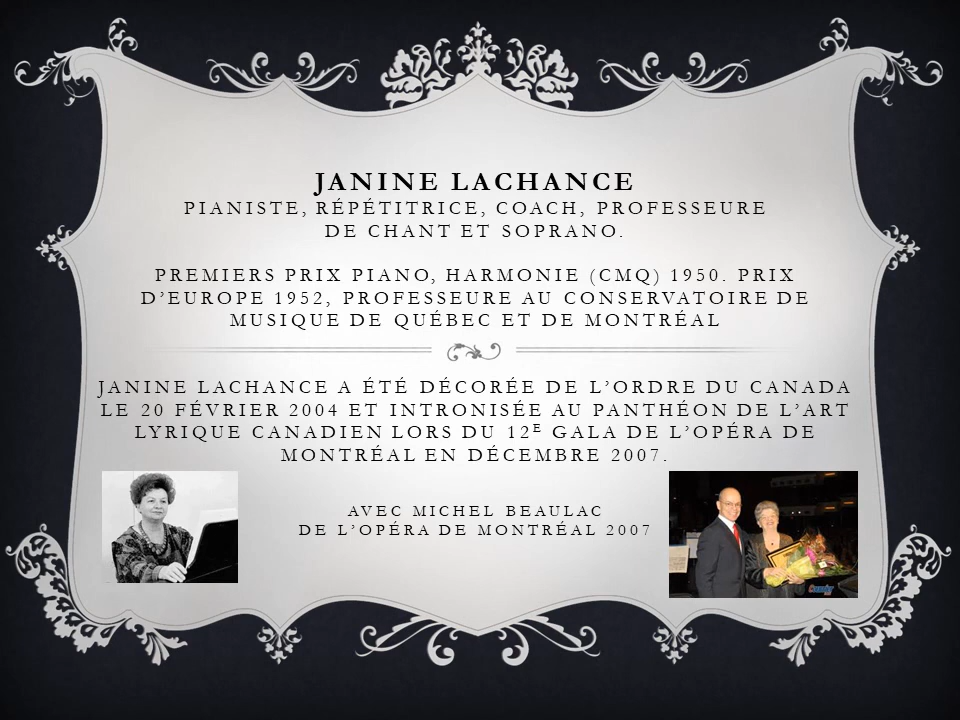 JANINE LACHANCE
PIANISTE, RÉPÉTITRICE, COACH, PROFESSEURE
DE CHANT ET SOPRANO.
PREMIERS PRIX PIANO, HARMONIE (CMQ) 1950. PRIX
D’EUROPE 1952, PROFESSEURE AU CONSERVATOIRE DE
MUSIQUE DE QUÉBEC ET DE MONTRÉAL
JANINE LACHANCE A ÉTÉ DÉCORÉE DE L’ORDRE DU CANADA
LE 20 FÉVRIER 2004 ET INTRONISÉE AU PANTHÉON DE L’ART
LYRIQUE CANADIEN LORS DU 12E GALA DE L’OPÉRA DE
MONTRÉAL EN DÉCEMBRE 2007.
AVEC MICHEL BEAULAC
DE L’OPÉRA DE MONTRÉAL 2007